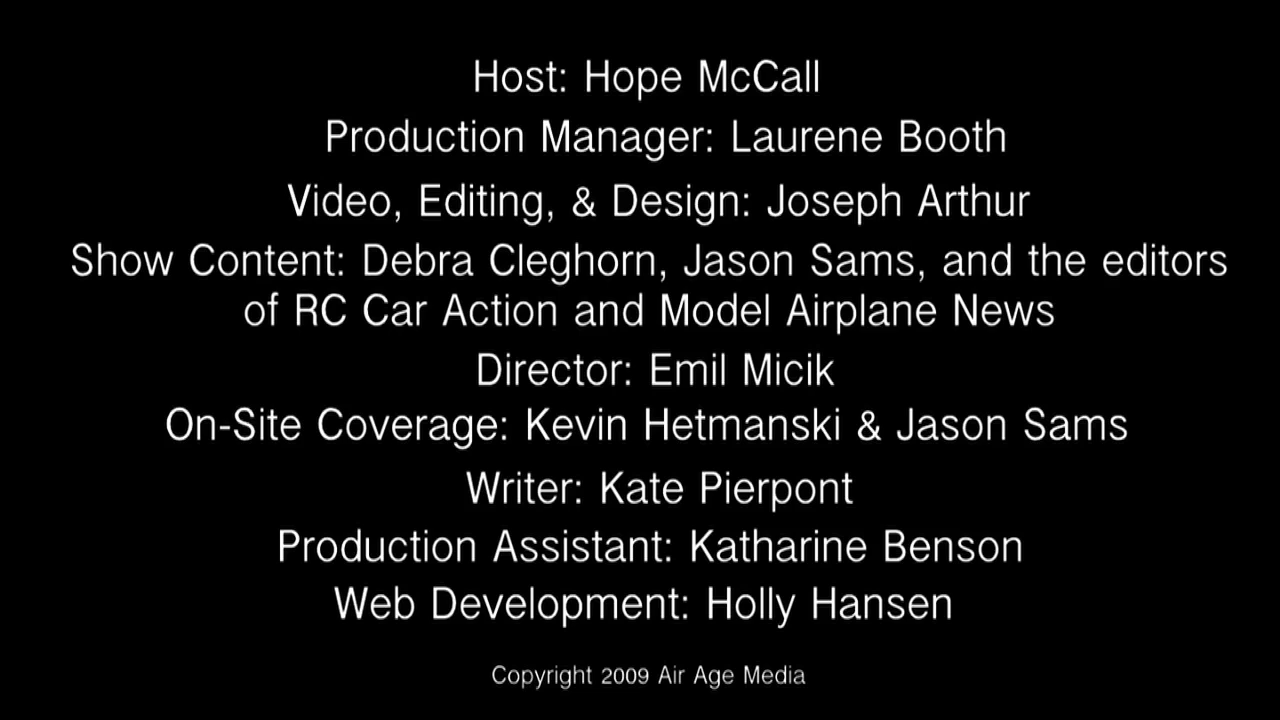 Host: Hope McCall
Production Manager: Laurene Booth
Video, Editing, & Design: Joseph Arthur
Show Content: Debra Cleghorn, Jason Sams, and the editors
of RC Car Action and Model Airplane News
Director: Emil Micik
On-Site Coverage: Kevin Hetmanski & Jason Sams
Writer: Kate Pierpont
Production Assistant: Katharine Benson
Web Development: Holly Hansen
Copyright 2009 Air Age Media